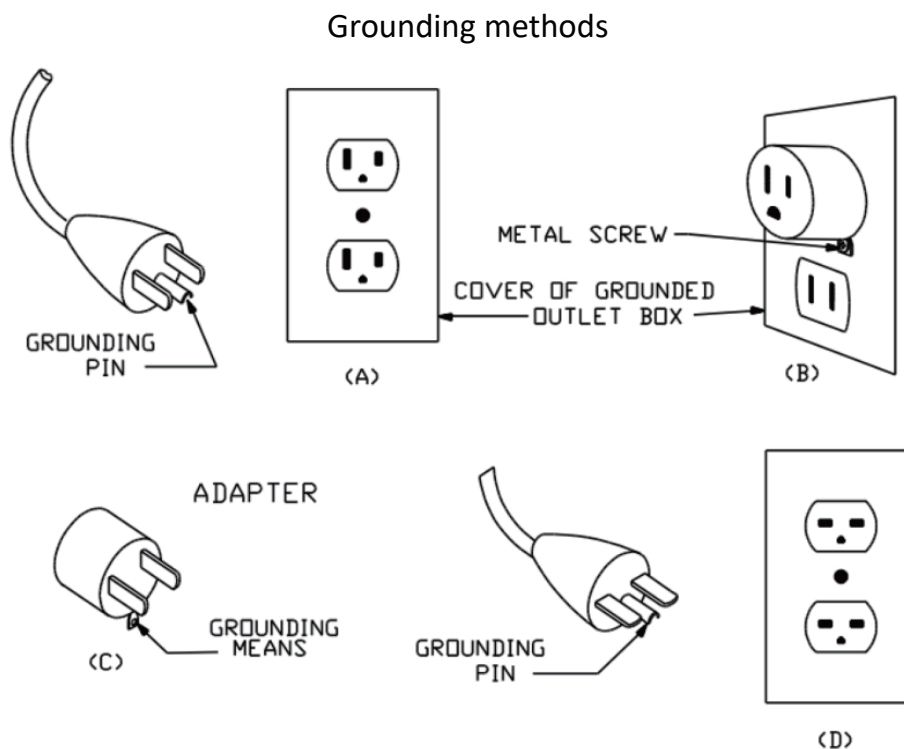 Grounding methods
METAL SCREW
COVER OF GROUNDED
OUTLET BOX
GROUNDING
PIN
(A)
(B)
ADAPTER
GROUNDING
MEANS
(C)
GROUNDING
PIN
(D)